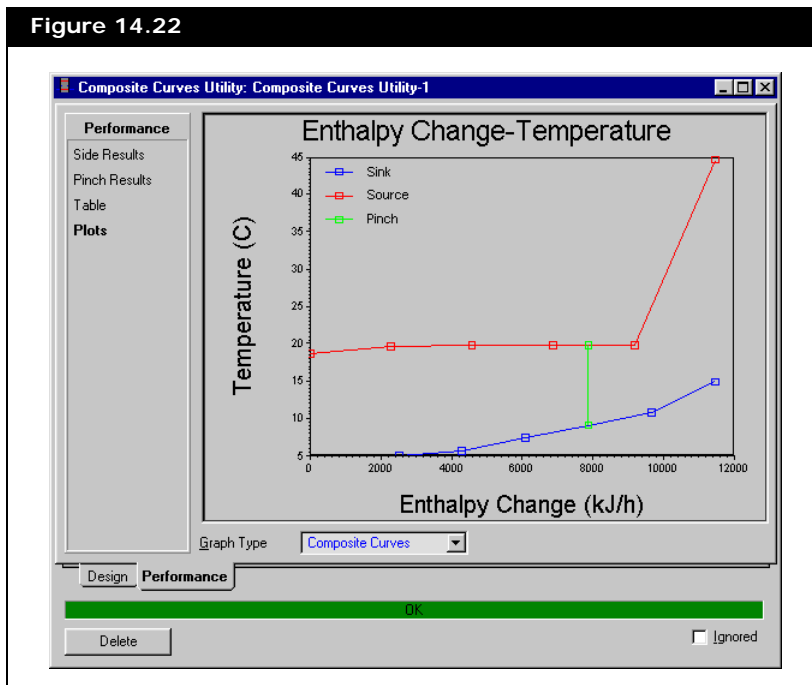 Figure 14.22
Composite Curves Utility: Composite Curves Utility-1
Performance
Side Results
Pinch Results
Table
Plots
Enthalpy Change-Temperature
Sink
Source
Pinch
Temperature (C)
45
40
35
30
25
20
15
10
5
0 2000 4000 6000 8000 10000 12000
Enthalpy Change (kJ/h)
Graph Type Composite Curves
Design Performance
OK
Delete Ignored